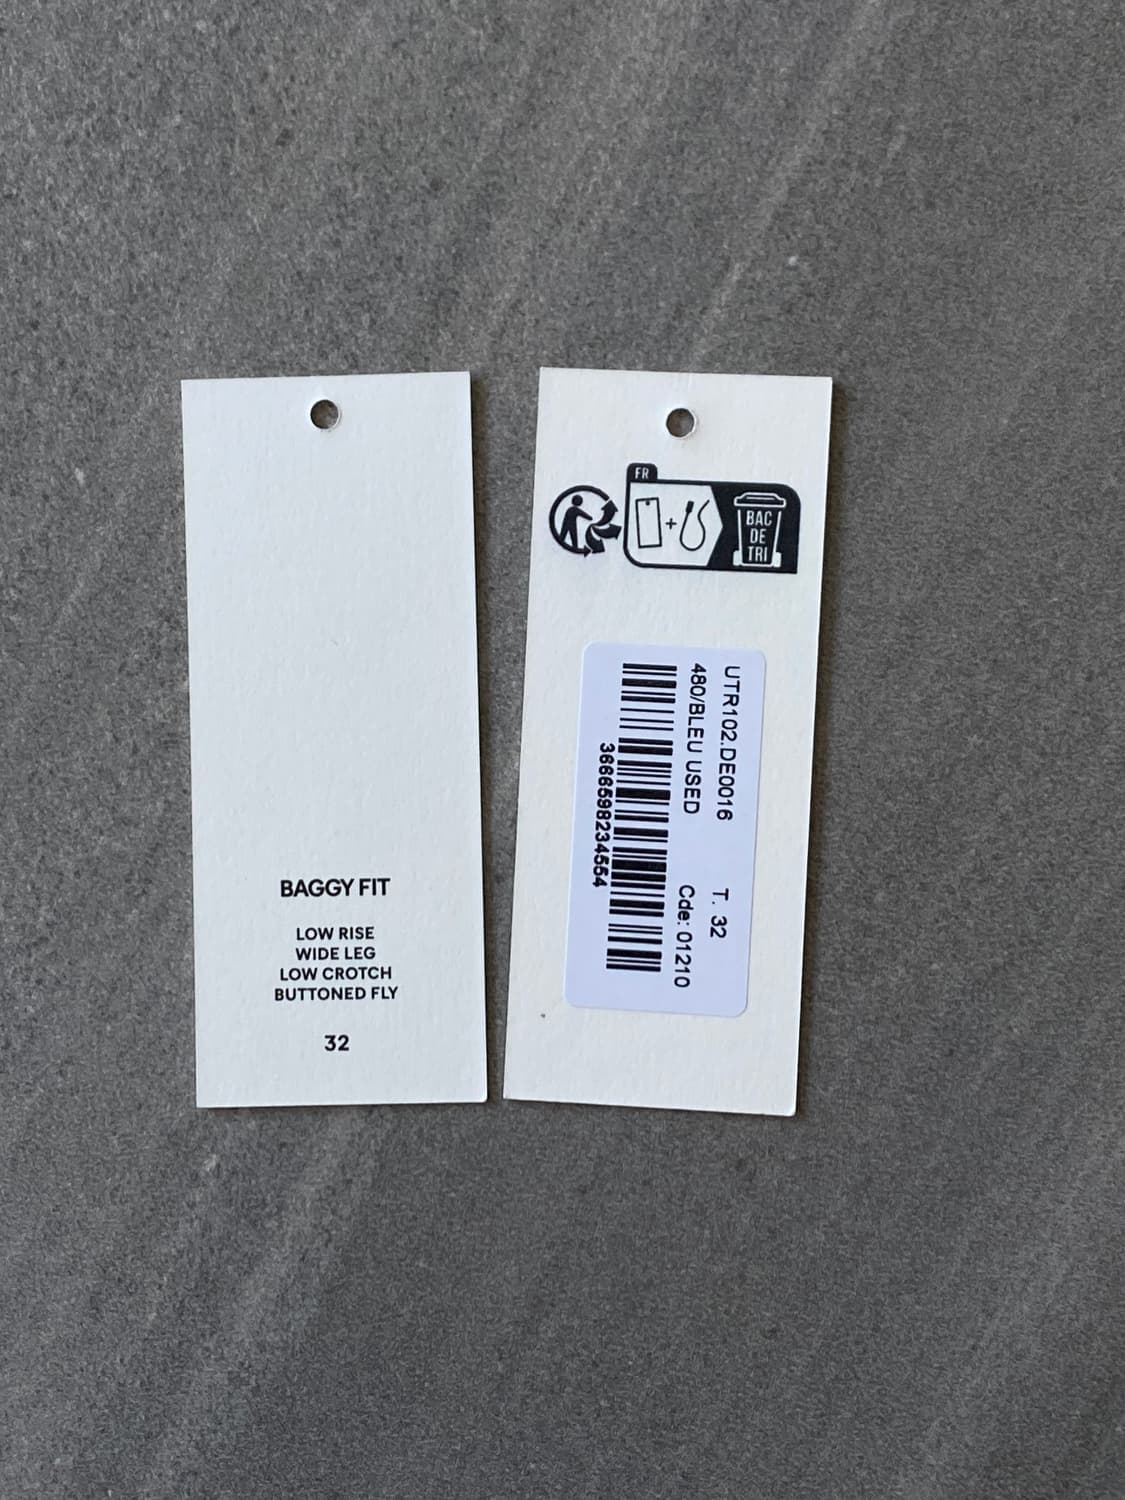 BAGGY FIT
LOW RISE
WIDE LEG
LOW CROTCH
BUTTONED FLY
32
FR
+
BAC
DE
TRI
UTR102.DE0016 T. 32
480/BLEU USED Cde: 01210
3666598234554